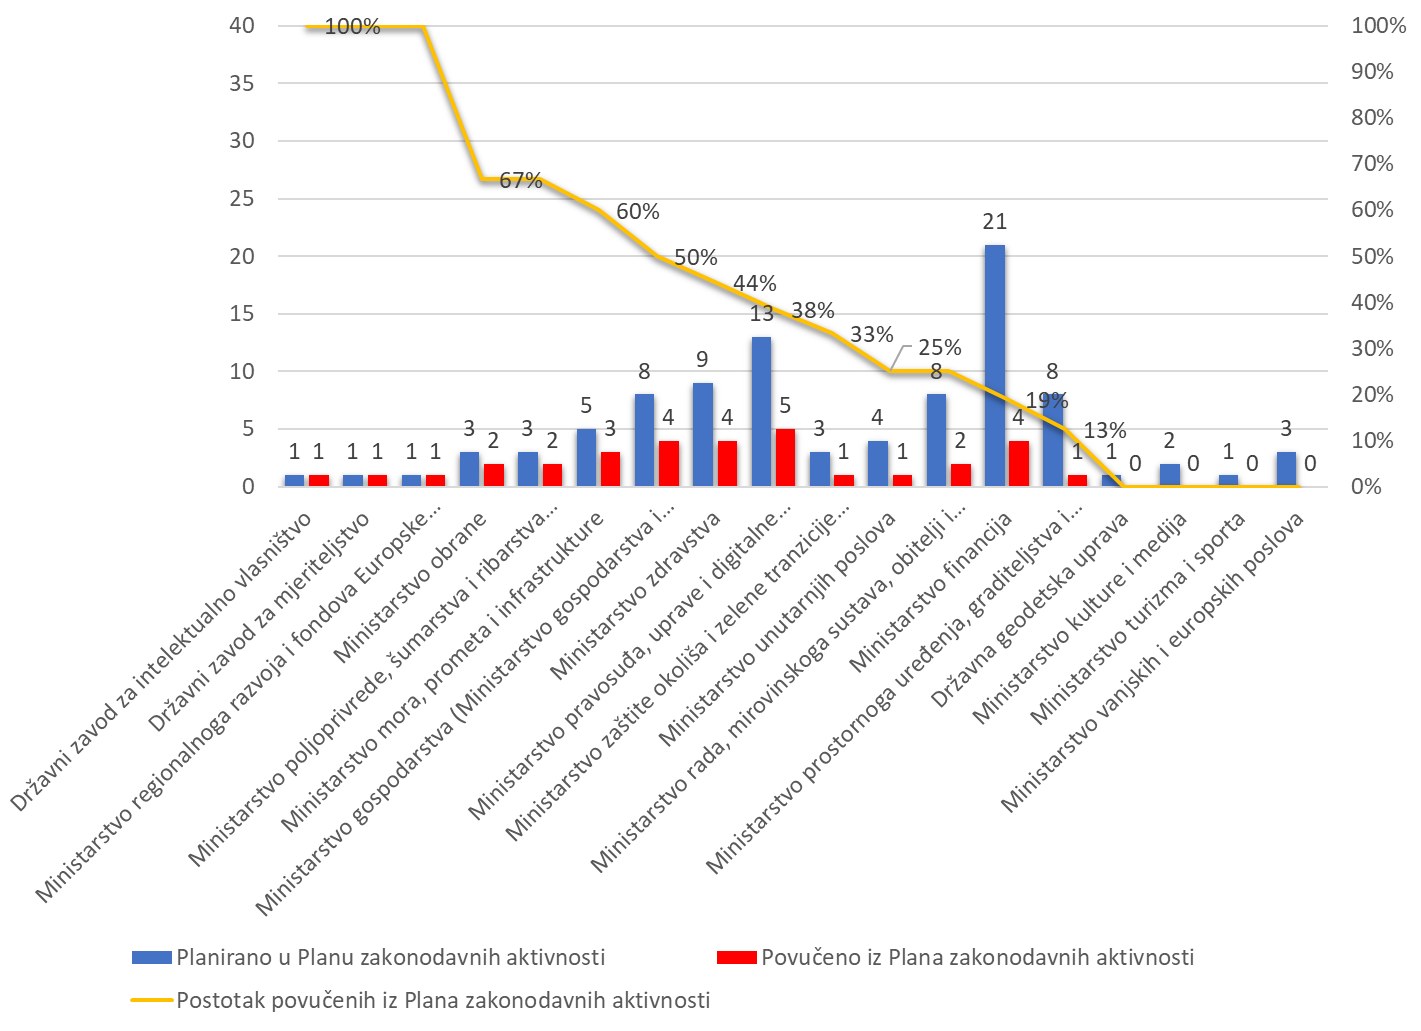 40
35
30
25
20
15
10
5
0
100%
90%
80%
70%
60%
50%
40%
30%
20%
10%
0%
100%
67%
60%
50%
44%
38%
33%
25%
19%
13%
1 1
1 1
1 1
3 2
3 2
5 3
8 4
9 4
13 5
3 1
4 1
8 2
21 4
8 1
1 0
2 0
1 0
3 0
Državni zavod za intelektualno vlasništvo
Državni zavod za mjeriteljstvo
Ministarstvo regionalnoga razvoja i fondova Europske...
Ministarstvo obrane
Ministarstvo poljoprivrede, šumarstva i ribarstva...
Ministarstvo mora, prometa i infrastrukture
Ministarstvo gospodarstva (Ministarstvo gospodarstva i...
Ministarstvo zdravstva
Ministarstvo pravosuđa, uprave i digitalne...
Ministarstvo zaštite okoliša i zelene tranzicije...
Ministarstvo unutarnjih poslova
Ministarstvo rada, mirovinskoga sustava, obitelji i...
Ministarstvo financija
Ministarstvo prostornoga uređenja, graditeljstva i...
Državna geodetska uprava
Ministarstvo kulture i medija
Ministarstvo turizma i sporta
Ministarstvo vanjskih i europskih poslova
Planirano u Planu zakonodavnih aktivnosti
Povučeno iz Plana zakonodavnih aktivnosti
Postotak povučenih iz Plana zakonodavnih aktivnosti